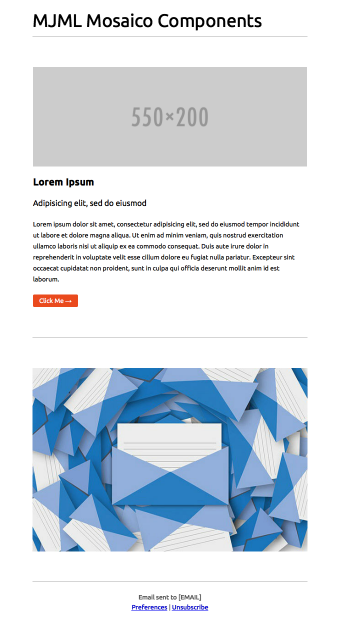 MJML Mosaico Components
550×200
Lorem Ipsum
Adipisicing elit, sed do eiusmod
Lorem ipsum dolor sit amet, consectetur adipisicing elit, sed do eiusmod tempor incididunt
ut labore et dolore magna aliqua. Ut enim ad minim veniam, quis nostrud exercitation
ullamco laboris nisi ut aliquip ex ea commodo consequat. Duis aute irure dolor in
reprehenderit in voluptate velit esse cillum dolore eu fugiat nulla pariatur. Excepteur sint
occaecat cupidatat non proident, sunt in culpa qui officia deserunt mollit anim id est
laborum.
Click Me →
Email sent to [EMAIL]
Preferences | Unsubscribe